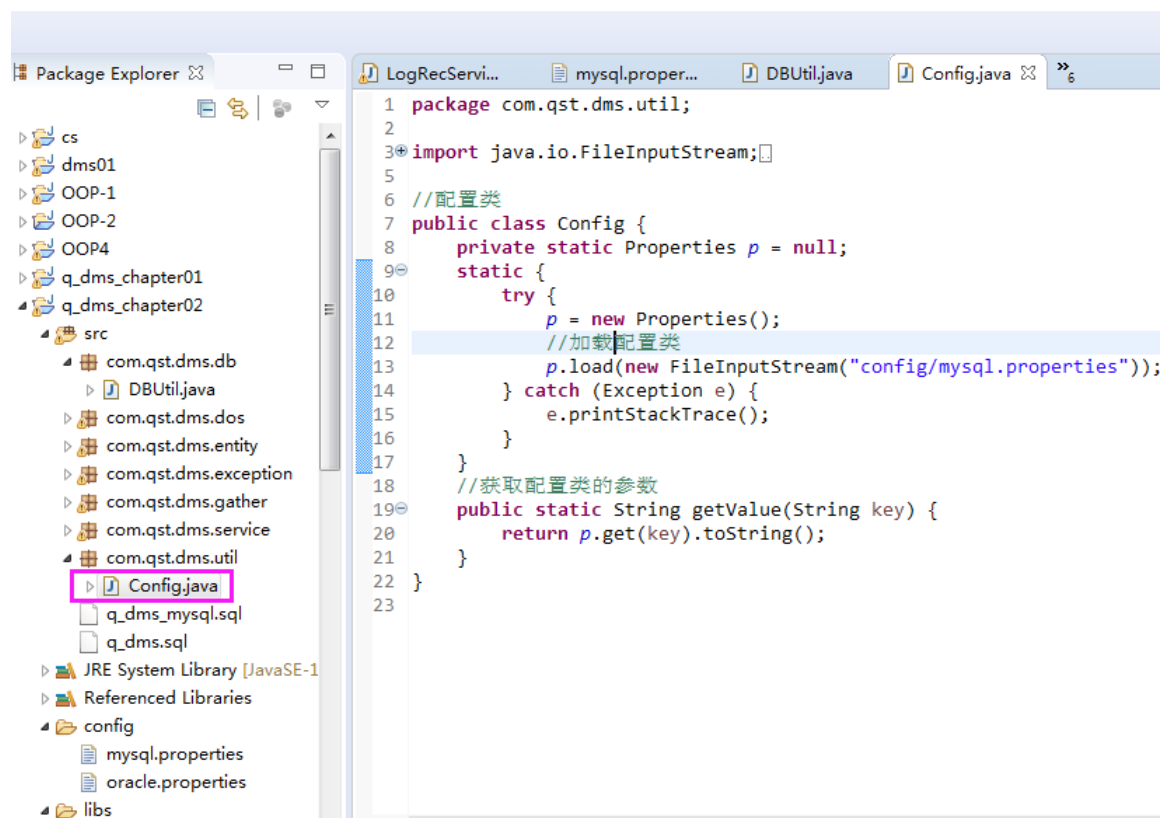 Package Explorer
cs
dms01
OOP-1
OOP-2
OOP4
q_dms_chapter01
q_dms_chapter02
src
com.qst.dms.db
DBUtil.java
com.qst.dms.dos
com.qst.dms.entity
com.qst.dms.exception
com.qst.dms.gather
com.qst.dms.service
com.qst.dms.util
Config.java
q_dms_mysql.sql
q_dms.sql
JRE System Library [JavaSE-1
Referenced Libraries
config
mysql.properties
oracle.properties
libs
LogRecServi... mysql.proper... DBUtil.java Config.java »6
1 package com.qst.dms.util;
2
3 import java.io.FileInputStream;
5
6 //配置类
7 public class Config {
8 private static Properties p = null;
9 static {
10 try {
11 p = new Properties();
12 //加载配置类
13 p.load(new FileInputStream("config/mysql.properties"));
14 } catch (Exception e) {
15 e.printStackTrace();
16 }
17 }
18 //获取配置类的参数
19 public static String getValue(String key) {
20 return p.get(key).toString();
21 }
22 }
23